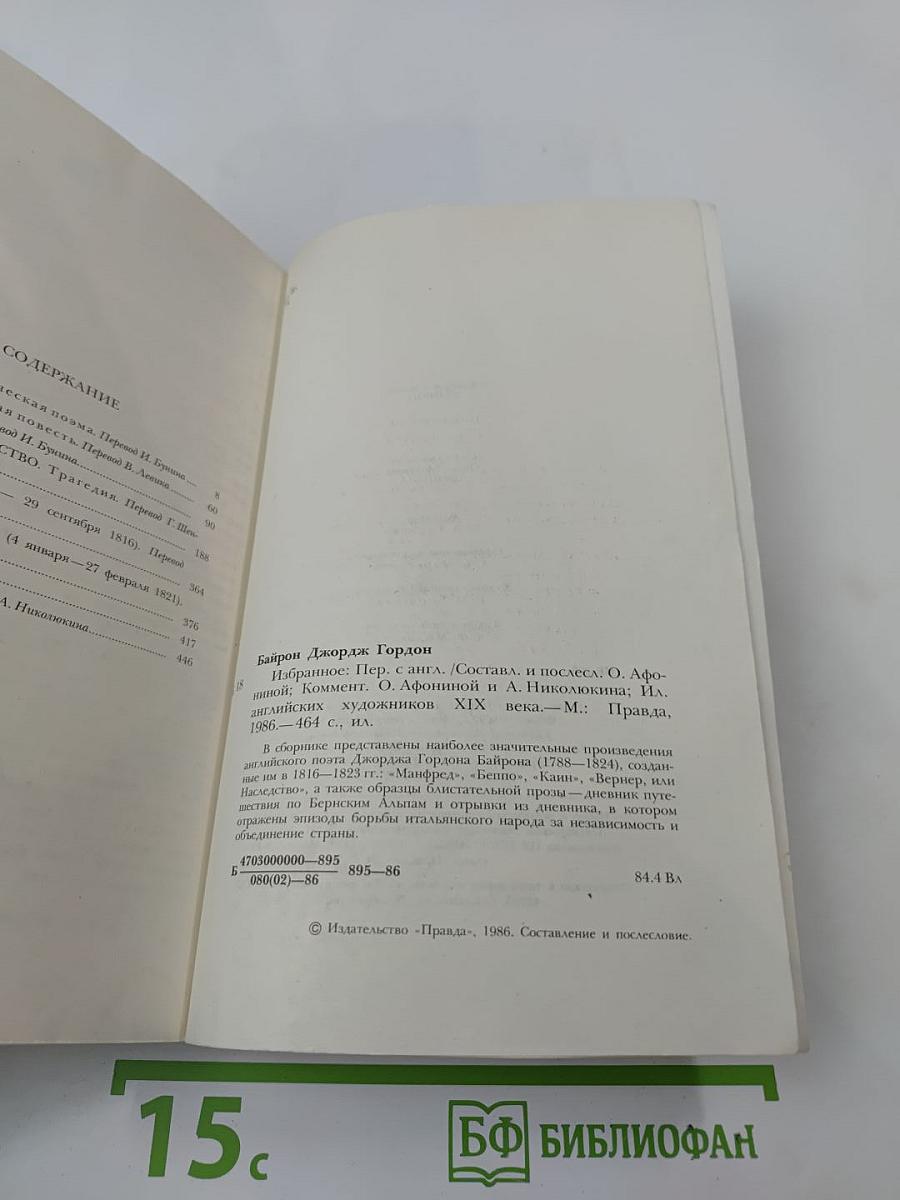 СОДЕРЖАНИЕ
ческая поэма. Перевод И. Бунина
8
ая повесть. Перевод В. Левика
60
вод И. Бунина
90
СТВО. Трагедия. Перевод Г. Шен-
188
— 29 сентября 1816). Перевод
364
(4 января—27 февраля 1821).
376
417
А. Николюкина
446
Байрон Джордж Гордон
18
Избранное: Пер. с англ. /Составл. и послесл. О. Афо-
ниной; Коммент. О. Афониной и А. Николюкина; Ил.
английских художников XIX века.—М.: Правда,
1986.—464 с., ил.
В сборнике представлены наиболее значительные произведения
английского поэта Джорджа Гордона Байрона (1788—1824), создан-
ные им в 1816—1823 гг.: «Манфред», «Беппо», «Каин», «Вернер, или
Наследство», а также образцы блистательной прозы—дневник путе-
шествия по Бернским Альпам и отрывки из дневника, в котором
отражены эпизоды борьбы итальянского народа за независимость и
объединение страны.
Б 4703000000—895
080(02)—86
895—86
84.4 Вл
© Издательство «Правда», 1986. Составление и послесловие.
15 с
БФ БИБЛИОФАН